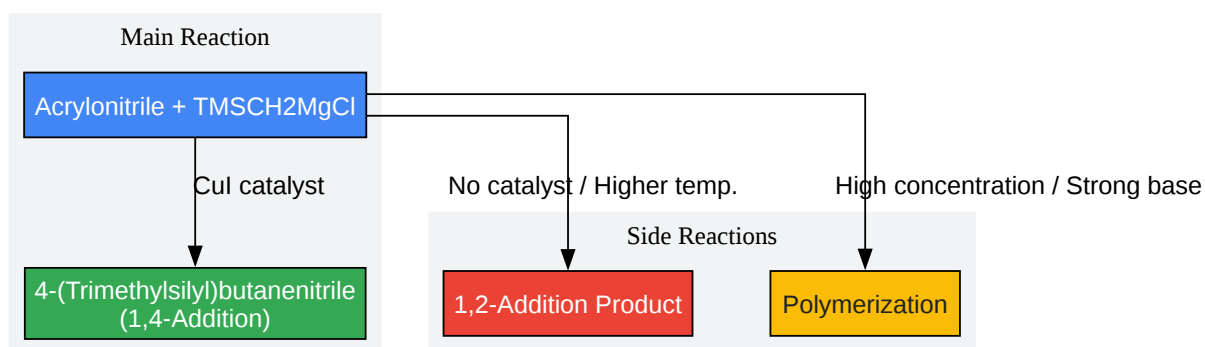 Main Reaction
Acrylonitrile + TMSCH2MgCl
CuI catalyst
No catalyst / Higher temp.
High concentration / Strong base
Side Reactions
4-(Trimethylsilyl)butanenitrile
(1,4-Addition)
1,2-Addition Product
Polymerization